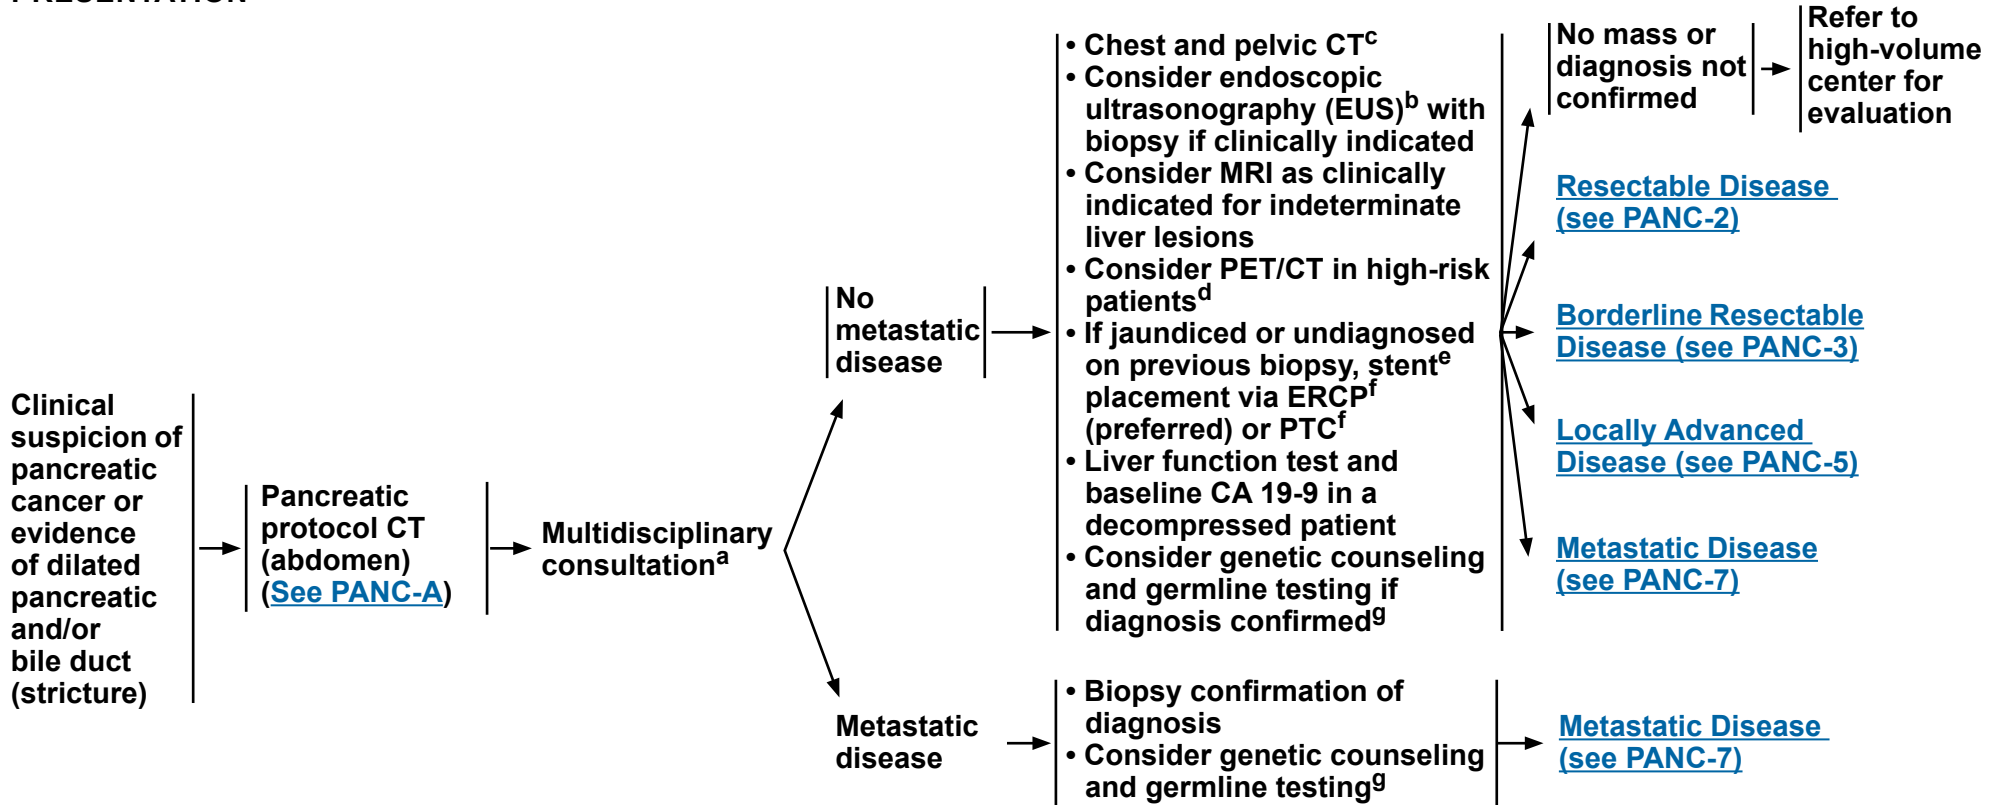 Clinical
suspicion of
pancreatic
cancer or
evidence
of dilated
pancreatic
and/or
bile duct
(stricture)
Pancreatic
protocol CT
(abdomen)
(See PANC-A)
Multidisciplinary
consultationa
No
metastatic
disease
• Chest and pelvic CTc
• Consider endoscopic
ultrasonography (EUS)b with
biopsy if clinically indicated
• Consider MRI as clinically
indicated for indeterminate
liver lesions
• Consider PET/CT in high-risk
patientsd
• If jaundiced or undiagnosed
on previous biopsy, stente
placement via ERCPf
(preferred) or PTCf
• Liver function test and
baseline CA 19-9 in a
decompressed patient
• Consider genetic counseling
and germline testing if
diagnosis confirmedg
No mass or
diagnosis not
confirmed
Refer to
high-volume
center for
evaluation
Resectable Disease
(see PANC-2)
Borderline Resectable
Disease (see PANC-3)
Locally Advanced
Disease (see PANC-5)
Metastatic Disease
(see PANC-7)
Metastatic
disease
• Biopsy confirmation of
diagnosis
• Consider genetic counseling
and germline testingg
Metastatic Disease
(see PANC-7)